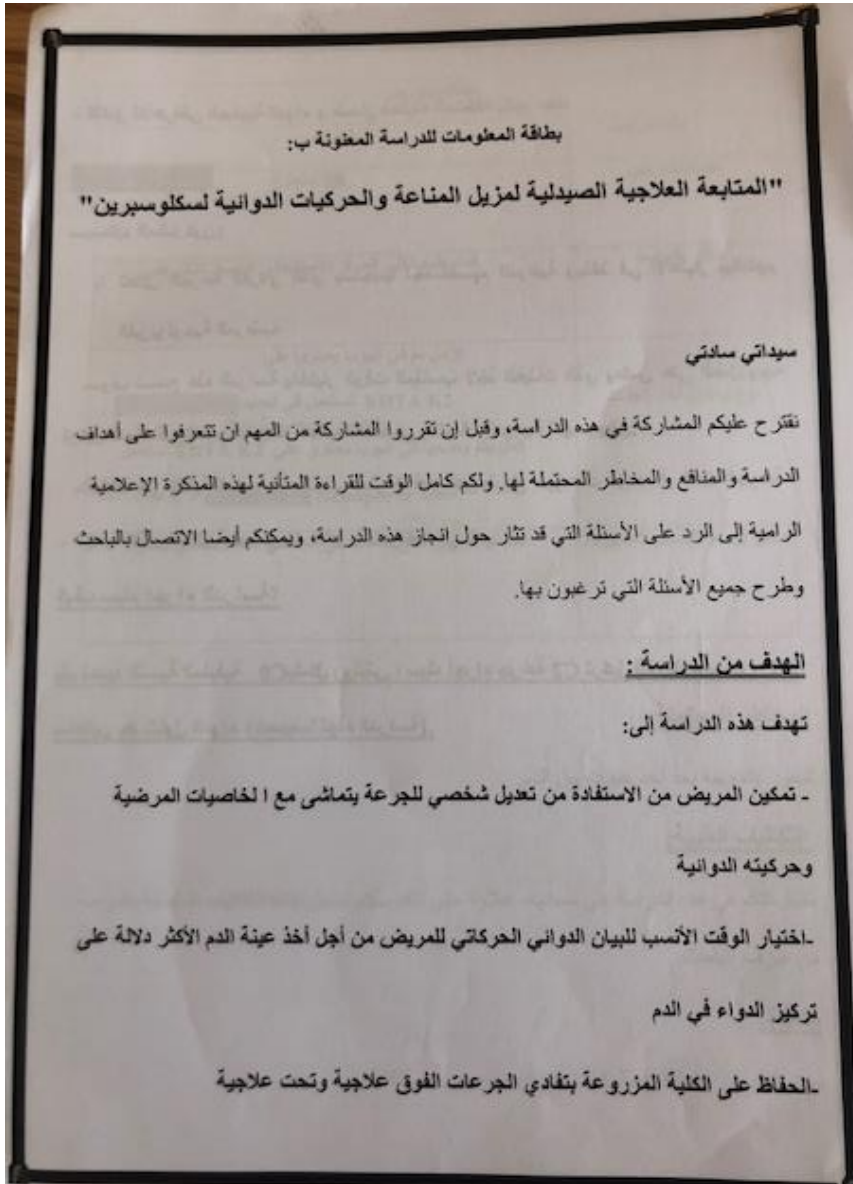 بطاقة المعلومات للدراسة المعنونة ب:
"المتابعة العلاجية الصيدلية لمزيل المناعة والحركيات الدوائية لسكلوسبرين"
سيداتي سادتي
نقترح عليكم المشاركة في هذه الدراسة، وقبل إن تقرروا المشاركة من المهم ان تتعرفوا على أهداف
الدراسة والمنافع والمخاطر المحتملة لها. ولكم كامل الوقت للقراءة المتأنية لهذه المذكرة الإعلامية
الرامية إلى الرد على الأسئلة التي قد تثار حول انجاز هذه الدراسة، ويمكنكم أيضا الاتصال بالباحث
وطرح جميع الأسئلة التي ترغبون بها.
الهدف من الدراسة :
تهدف هذه الدراسة إلى:
- تمكين المريض من الاستفادة من تعديل شخصي للجرعة يتماشى مع ا لخاصيات المرضية
وحركيته الدوائية
-اختيار الوقت الأنسب للبيان الدوائي الحركاتي للمريض من أجل أخذ عينة الدم الأكثر دلالة على
تركيز الدواء في الدم
-الحفاظ على الكلية المزروعة بتفادي الجرعات الفوق علاجية وتحت علاجية